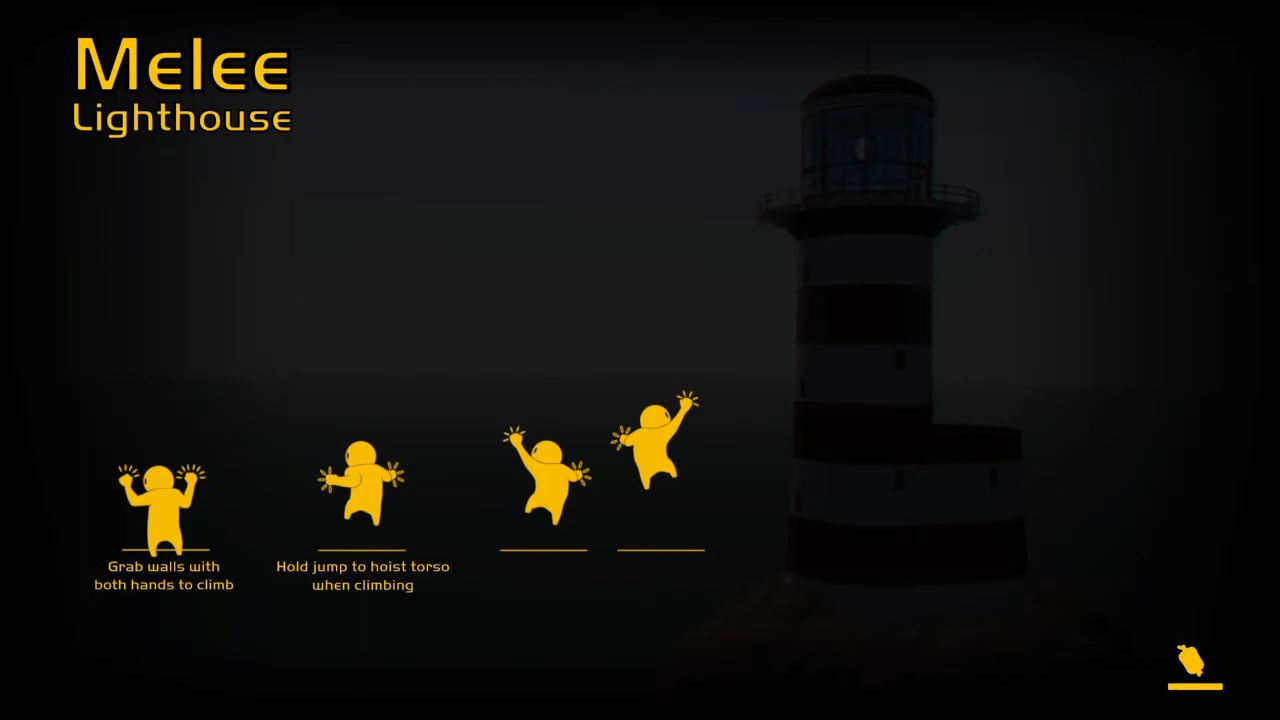 Melee
Lighthouse
Grab walls with
both hands to climb
Hold jump to hoist torso
when climbing